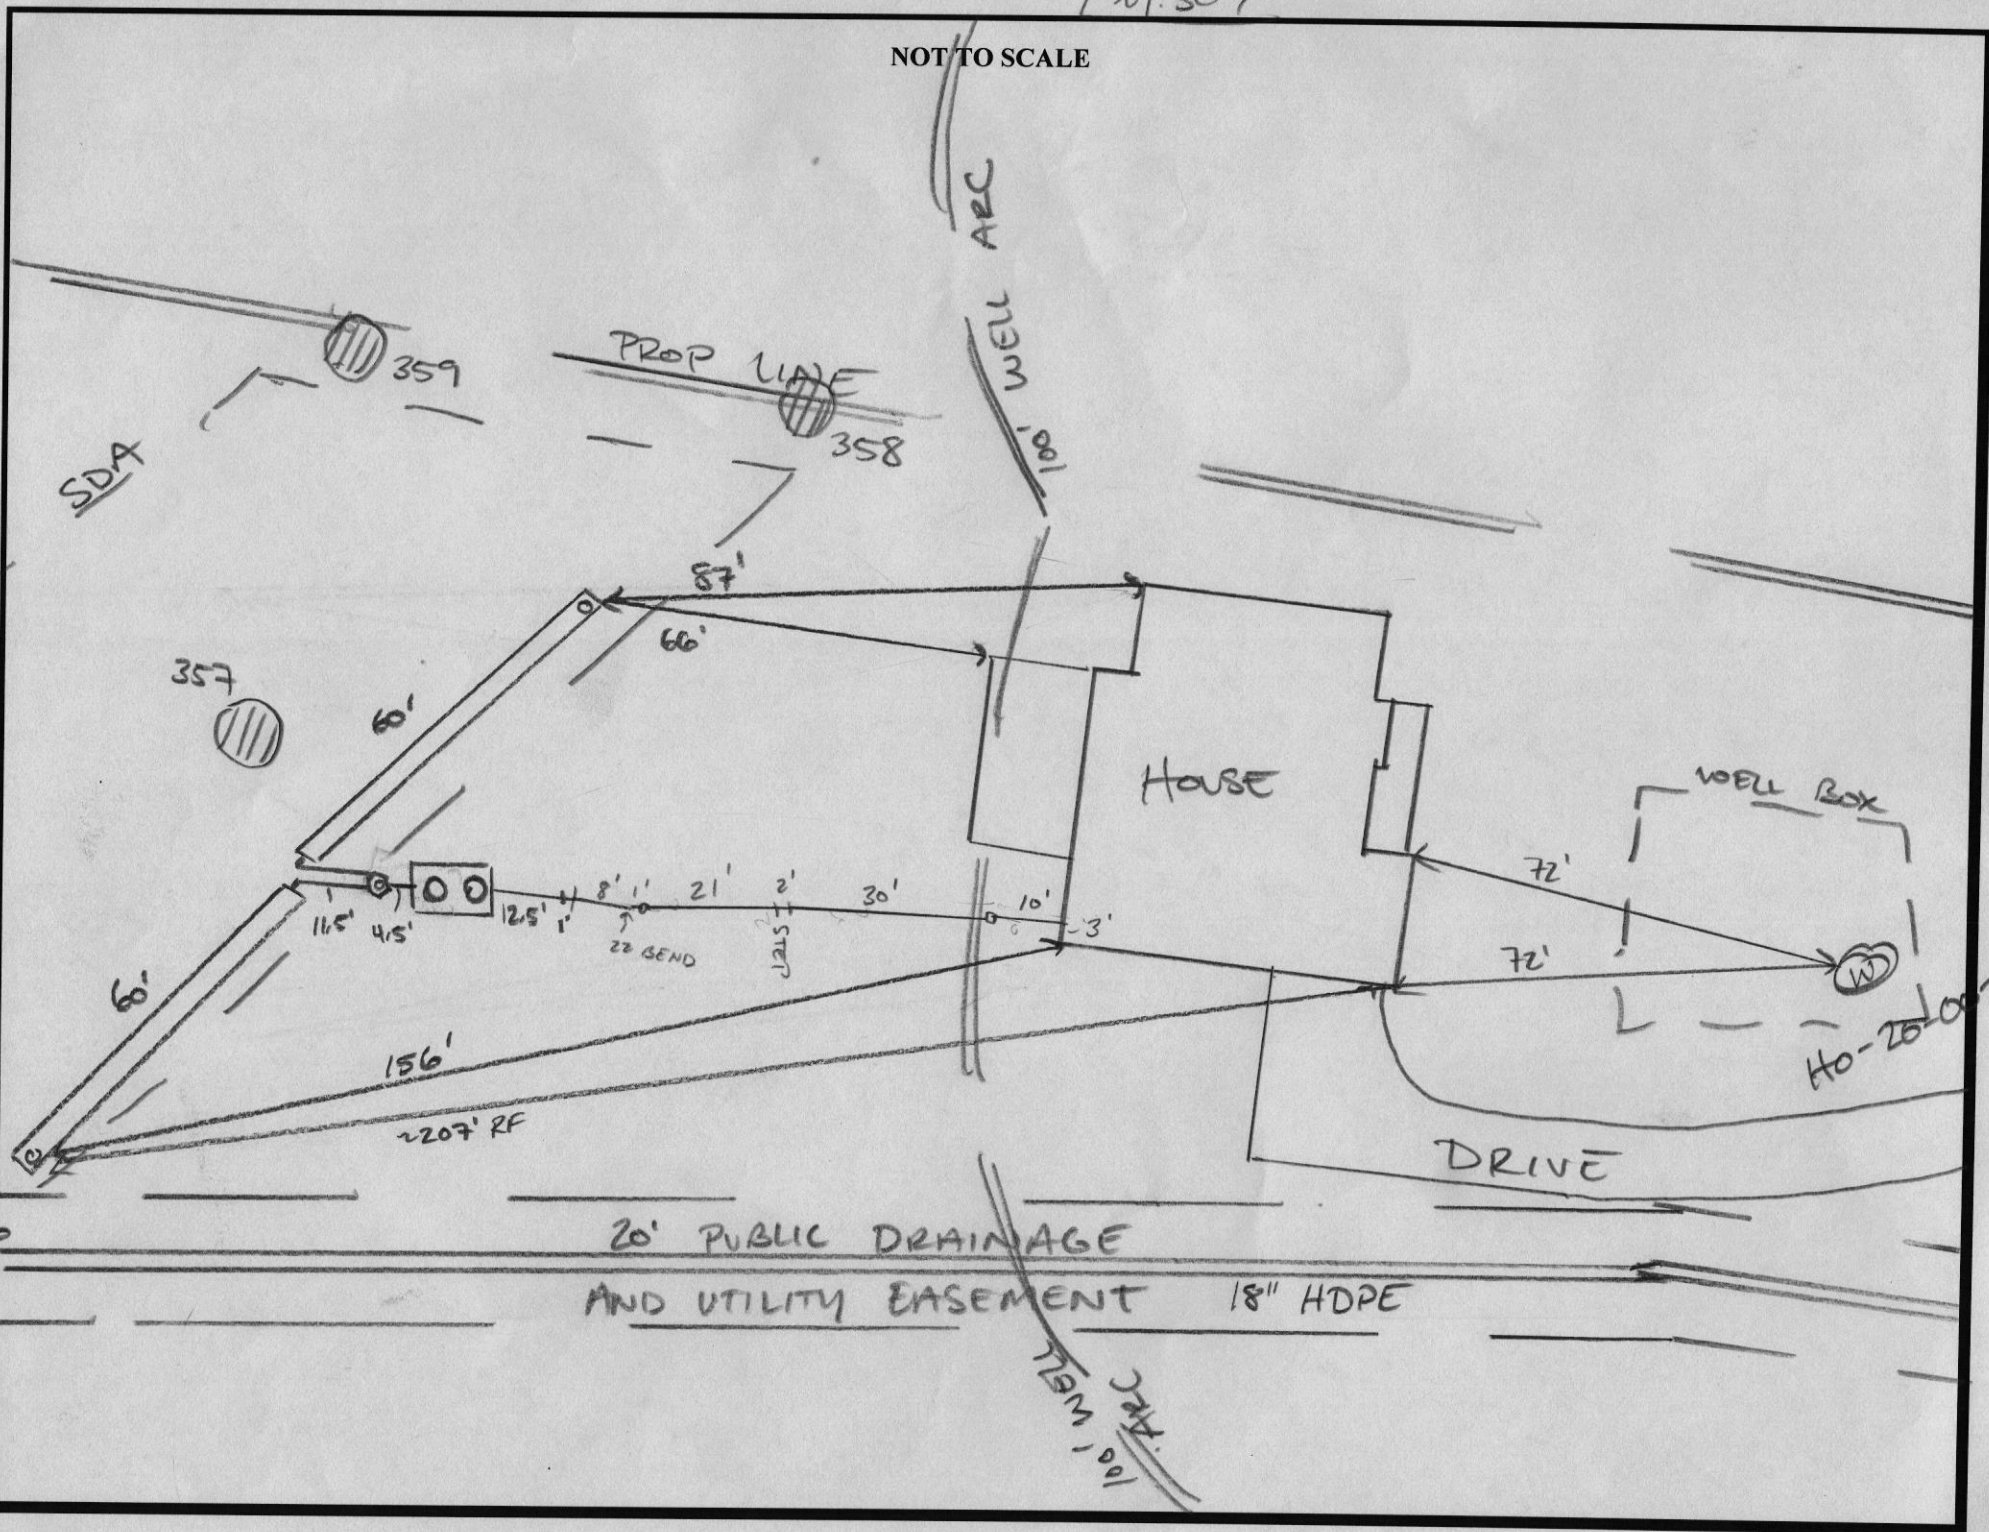 NOT TO SCALE
100' WELL ARC
PROP LINE
359
358
SDA
87'
66'
357
60'
HOUSE
WELL BOX
72'
8'
1'
21'
2'
30'
10'
~3'
11.5'
4.5'
12.5'
1'
22 BEND
STEP
72'
W
60'
HO-20-00
156'
~207' RF
DRIVE
20' PUBLIC DRAINAGE
AND UTILITY EASEMENT
18" HDPE
100' WELL
ARC